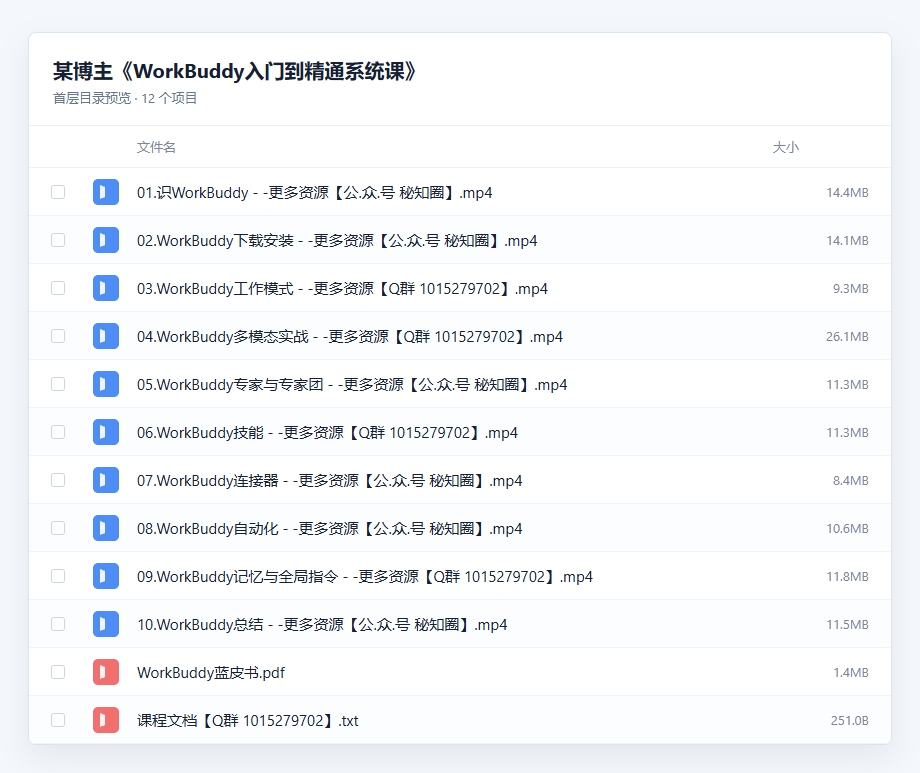 某博主《WorkBuddy入门到精通系统课》
首层目录预览 · 12 个项目
文件名 大小
01.识WorkBuddy - -更多资源【公.众.号 秘知圈】.mp4 14.4MB
02.WorkBuddy下载安装 - -更多资源【公.众.号 秘知圈】.mp4 14.1MB
03.WorkBuddy工作模式 - -更多资源【Q群 1015279702】.mp4 9.3MB
04.WorkBuddy多模态实战 - -更多资源【Q群 1015279702】.mp4 26.1MB
05.WorkBuddy专家与专家团 - -更多资源【公.众.号 秘知圈】.mp4 11.3MB
06.WorkBuddy技能 - -更多资源【Q群 1015279702】.mp4 11.3MB
07.WorkBuddy连接器 - -更多资源【公.众.号 秘知圈】.mp4 8.4MB
08.WorkBuddy自动化 - -更多资源【公.众.号 秘知圈】.mp4 10.6MB
09.WorkBuddy记忆与全局指令 - -更多资源【Q群 1015279702】.mp4 11.8MB
10.WorkBuddy总结 - -更多资源【公.众.号 秘知圈】.mp4 11.5MB
WorkBuddy蓝皮书.pdf 1.4MB
课程文档【Q群 1015279702】.txt 251.0B